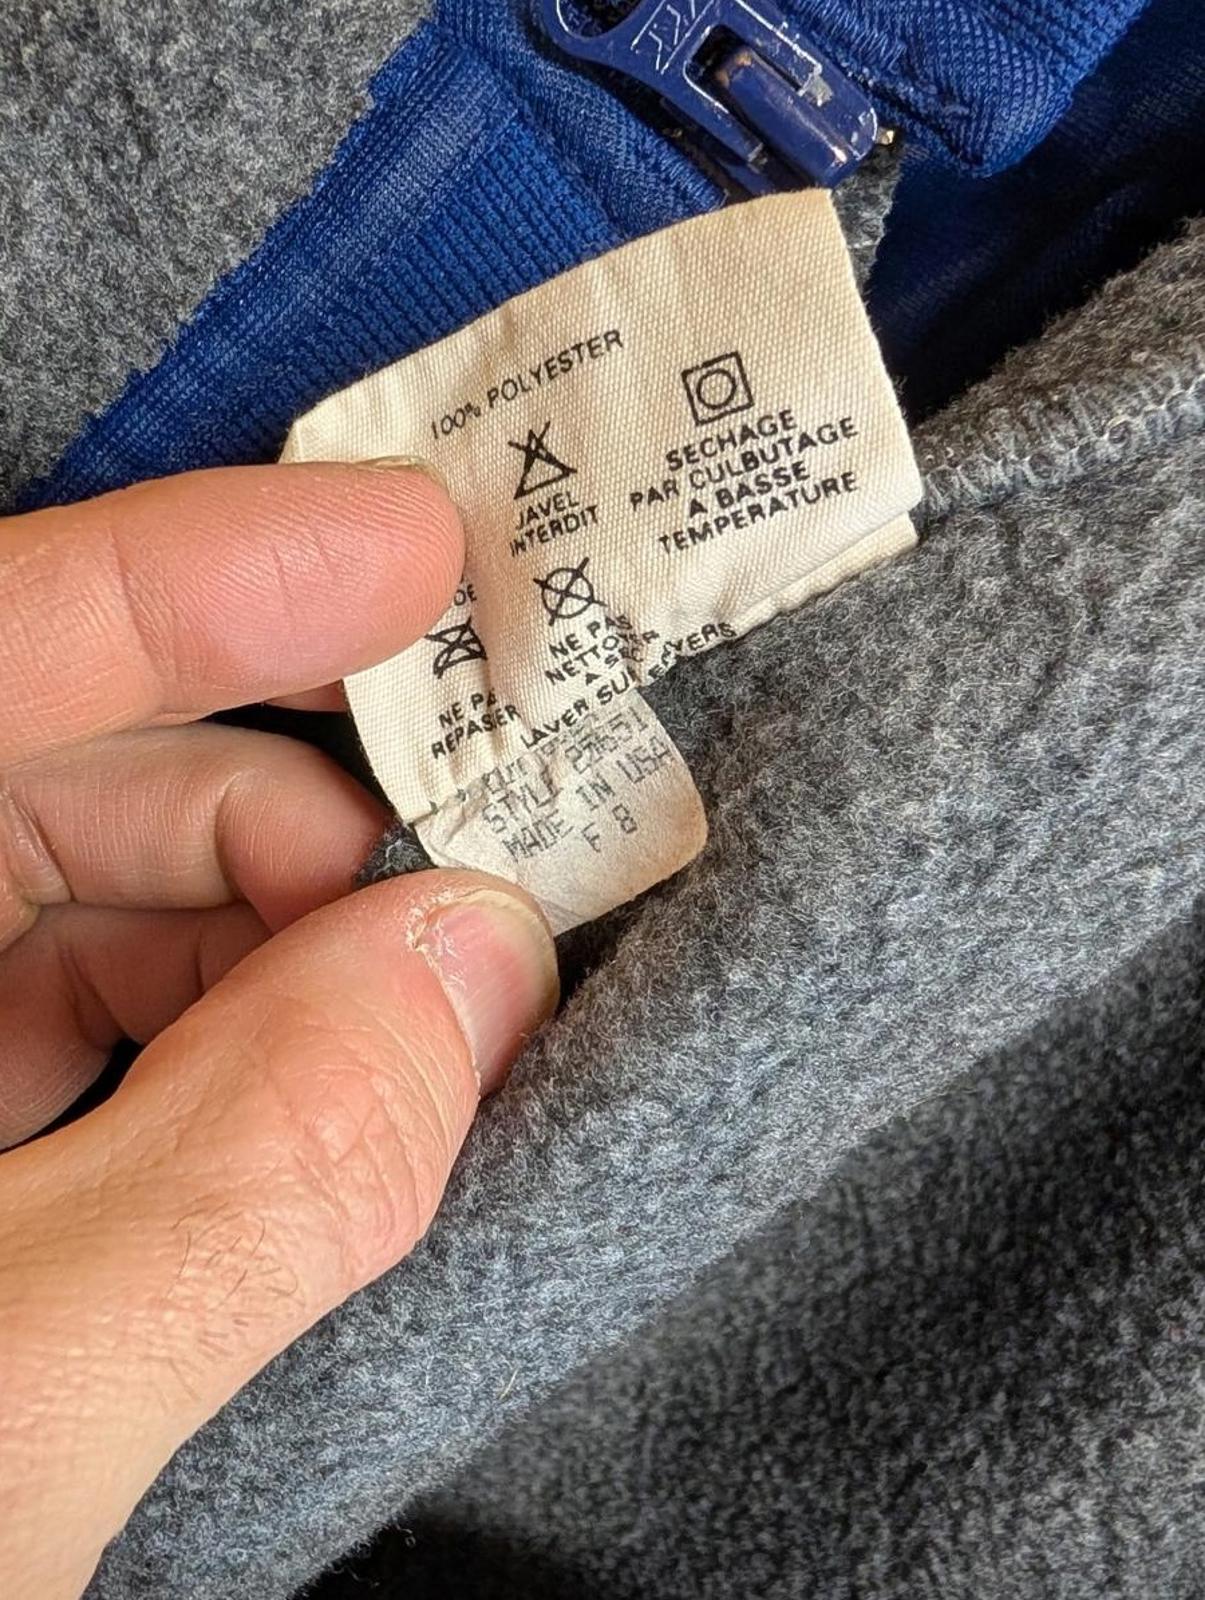 YKK
100% POLYESTER
JAVEL
INTERDIT
SECHAGE
PAR CULBUTAGE
A BASSE
TEMPERATURE
NE PAS
NETTOYER
A SEC
NE PAS
REPASSER
LAVER SUR ENVERS
STYLE
MADE IN USA
F 8